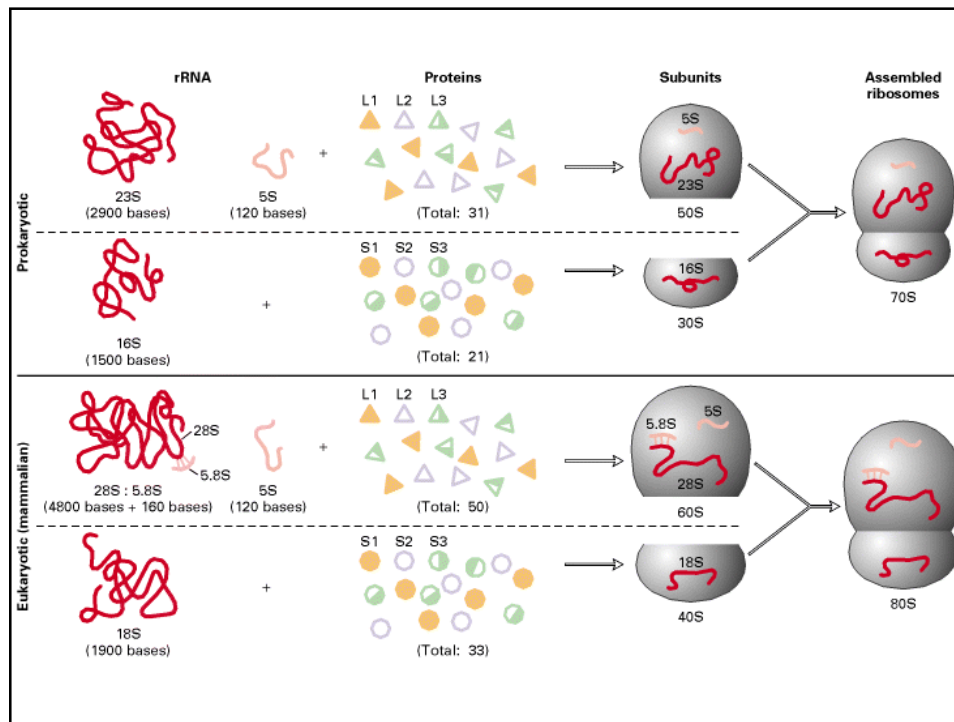 rRNA
Proteins
Subunits
Assembled
ribosomes
Prokaryotic
L1 L2 L3
23S
(2900 bases)
5S
(120 bases)
+
(Total: 31)
5S
23S
50S
S1 S2 S3
16S
(1500 bases)
+
(Total: 21)
16S
30S
70S
Eukaryotic (mammalian)
28S
5.8S
28S : 5.8S
(4800 bases + 160 bases)
5S
(120 bases)
+
L1 L2 L3
(Total: 50)
5.8S
5S
28S
60S
18S
(1900 bases)
+
S1 S2 S3
(Total: 33)
18S
40S
80S